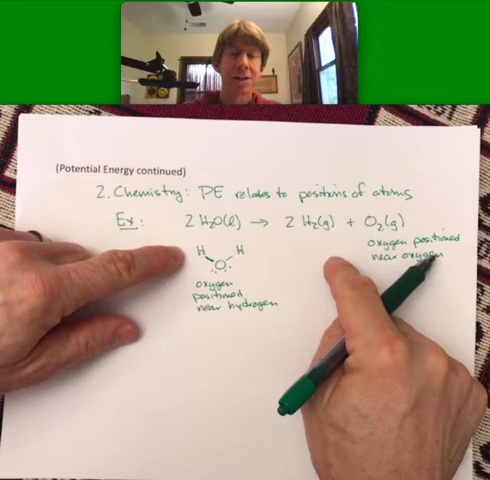 (Potential Energy continued)
2. Chemistry: PE relates to positions of atoms
Ex: 2 H₂O(l) → 2 H₂(g) + O₂(g)
oxygen positioned
near oxygen
H H
O
oxygen
positioned
near hydrogen